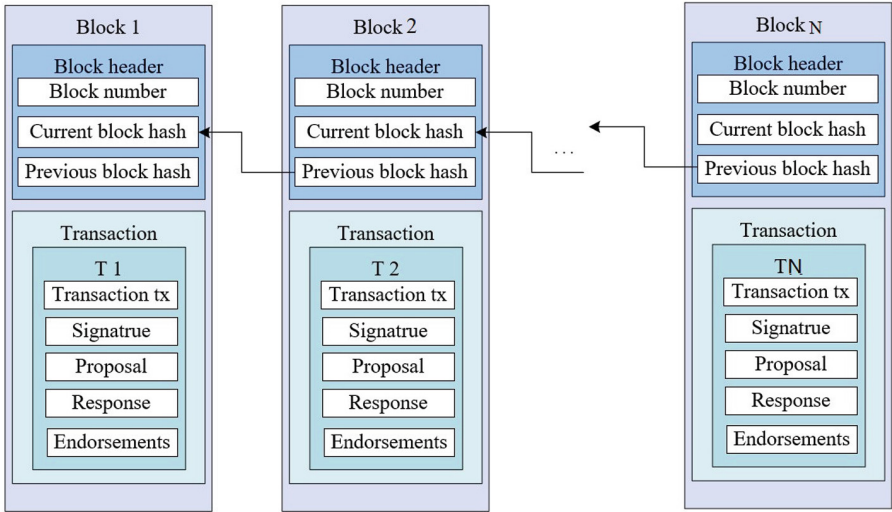 Block 1
Block header
Block number
Current block hash
Previous block hash
Transaction
T 1
Transaction tx
Signatrue
Proposal
Response
Endorsements
Block 2
Block header
Block number
Current block hash
Previous block hash
Transaction
T 2
Transaction tx
Signatrue
Proposal
Response
Endorsements
...
Block N
Block header
Block number
Current block hash
Previous block hash
Transaction
TN
Transaction tx
Signatrue
Proposal
Response
Endorsements